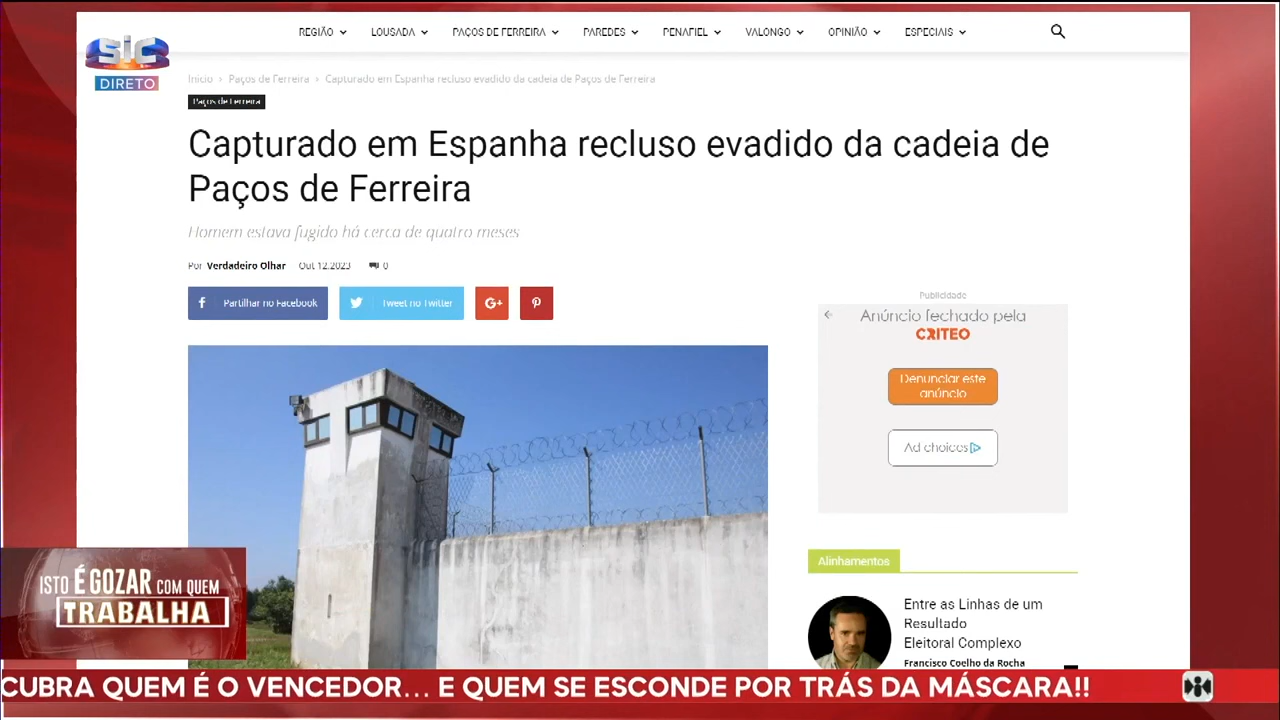 REGIÃO LOUSADA PAÇOS DE FERREIRA PAREDES PENAFIEL VALONGO OPINIÃO ESPECIAIS
SIC
DIRETO
Início › Paços de Ferreira › Capturado em Espanha recluso evadido da cadeia de Paços de Ferreira
Paços de Ferreira
Capturado em Espanha recluso evadido da cadeia de
Paços de Ferreira
Homem estava fugido há cerca de quatro meses
Por Verdadeiro Olhar Out 12,2023 0
Partilhar no Facebook
Tweet no Twitter
G+
Publicidade
Anúncio fechado pela
CRITEO
Denunciar este
anúncio
Ad choices
Alinhamentos
Entre as Linhas de um
Resultado
Eleitoral Complexo
Francisco Coelho da Rocha
ISTO É GOZAR COM QUEM
TRABALHA
CUBRA QUEM É O VENCEDOR... E QUEM SE ESCONDE POR TRÁS DA MÁSCARA!!